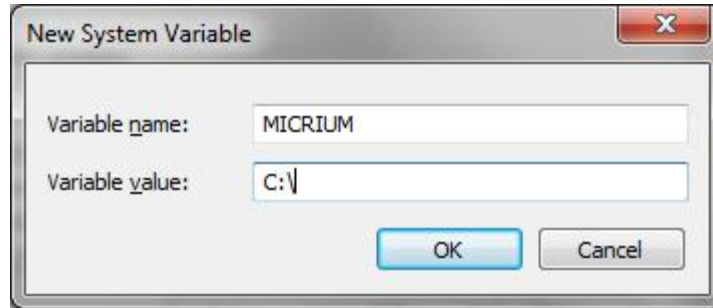 New System Variable
Variable name: MICRIUM
Variable value: C:\
OK Cancel